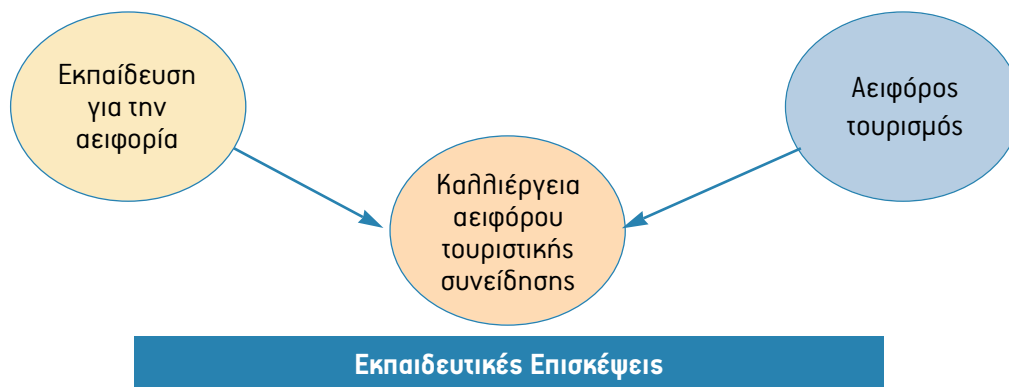 Εκπαίδευση
για την
αειφορία
Αειφόρος
τουρισμός
Καλλιέργεια
αειφόρου
τουριστικής
συνείδησης
Εκπαιδευτικές Επισκέψεις